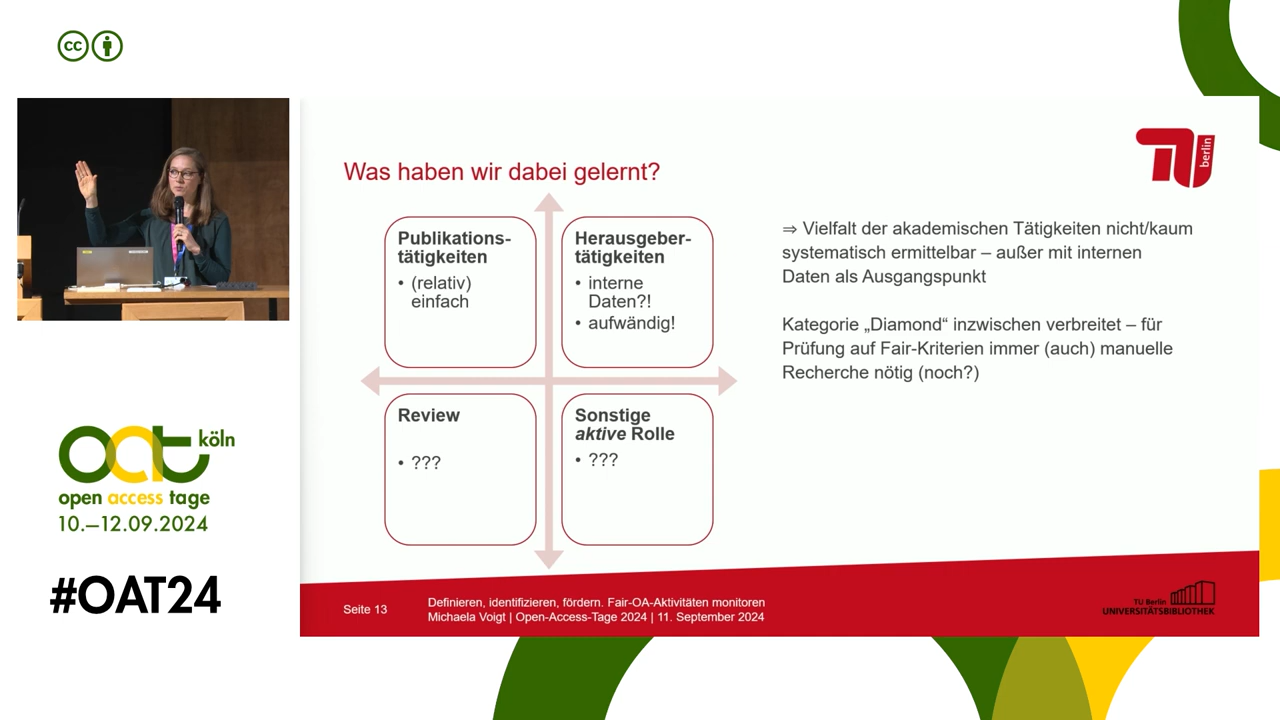 cc
Was haben wir dabei gelernt?
TU berlin
Publikations-
tätigkeiten
• (relativ)
einfach
Herausgeber-
tätigkeiten
• interne
Daten?!
• aufwändig!
Review
• ???
Sonstige
aktive Rolle
• ???
⇒ Vielfalt der akademischen Tätigkeiten nicht/kaum
systematisch ermittelbar – außer mit internen
Daten als Ausgangspunkt
Kategorie „Diamond“ inzwischen verbreitet – für
Prüfung auf Fair-Kriterien immer (auch) manuelle
Recherche nötig (noch?)
oat köln
open access tage
10.–12.09.2024
#OAT24
Seite 13
Definieren, identifizieren, fördern. Fair-OA-Aktivitäten monitoren
Michaela Voigt | Open-Access-Tage 2024 | 11. September 2024
TU Berlin
UNIVERSITÄTSBIBLIOTHEK